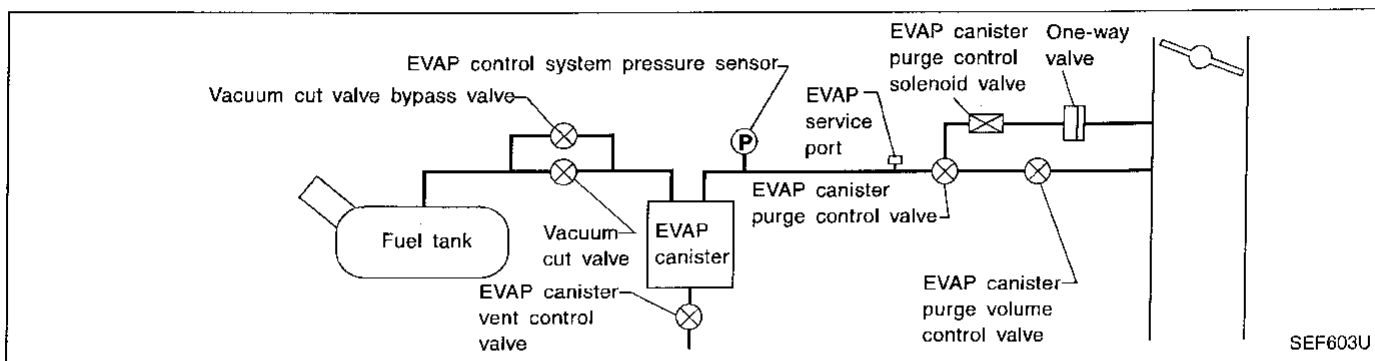 EVAP control system pressure sensor
Vacuum cut valve bypass valve
EVAP canister
purge control
solenoid valve
One-way
valve
EVAP
service
port
P
EVAP canister
purge control valve
Fuel tank
Vacuum
cut valve
EVAP
canister
EVAP canister
vent control
valve
EVAP canister
purge volume
control valve
SEF603U